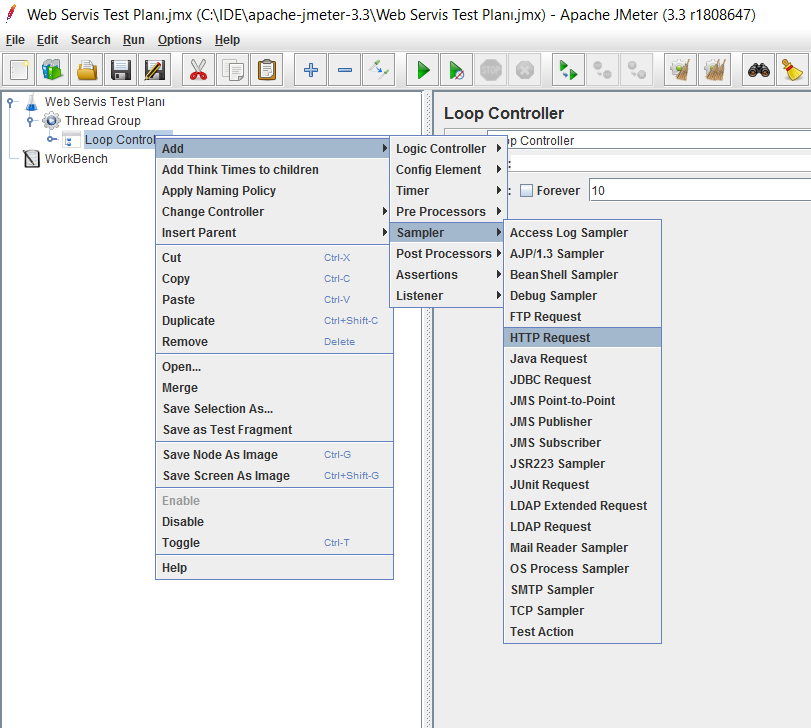 Web Servis Test Planı.jmx (C:\IDE\apache-jmeter-3.3\Web Servis Test Planı.jmx) - Apache JMeter (3.3 r1808647)
File Edit Search Run Options Help
STOP
Web Servis Test Planı
Thread Group
Loop Contro
WorkBench
Add
Add Think Times to children
Apply Naming Policy
Change Controller
Insert Parent
Cut Ctrl-X
Copy Ctrl-C
Paste Ctrl-V
Duplicate Ctrl+Shift-C
Remove Delete
Open...
Merge
Save Selection As...
Save as Test Fragment
Save Node As Image Ctrl-G
Save Screen As Image Ctrl+Shift-G
Enable
Disable
Toggle Ctrl-T
Help
Logic Controller
Config Element
Timer
Pre Processors
Sampler
Post Processors
Assertions
Listener
Access Log Sampler
AJP/1.3 Sampler
BeanShell Sampler
Debug Sampler
FTP Request
HTTP Request
Java Request
JDBC Request
JMS Point-to-Point
JMS Publisher
JMS Subscriber
JSR223 Sampler
JUnit Request
LDAP Extended Request
LDAP Request
Mail Reader Sampler
OS Process Sampler
SMTP Sampler
TCP Sampler
Test Action
Loop Controller
op Controller
:
: Forever 10